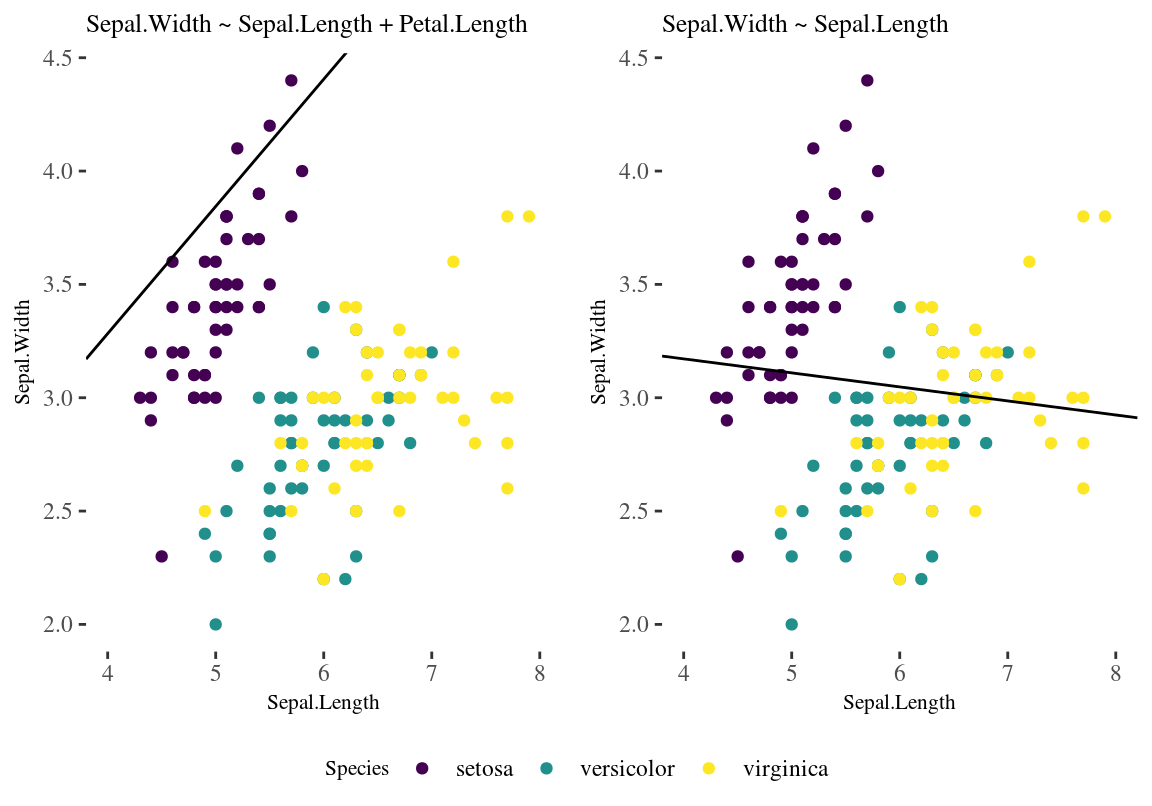 Sepal.Width ~ Sepal.Length + Petal.Length
4.5
4.0
3.5
3.0
2.5
2.0
Sepal.Width
4 5 6 7 8
Sepal.Length
Sepal.Width ~ Sepal.Length
4.5
4.0
3.5
3.0
2.5
2.0
Sepal.Width
4 5 6 7 8
Sepal.Length
Species setosa versicolor virginica